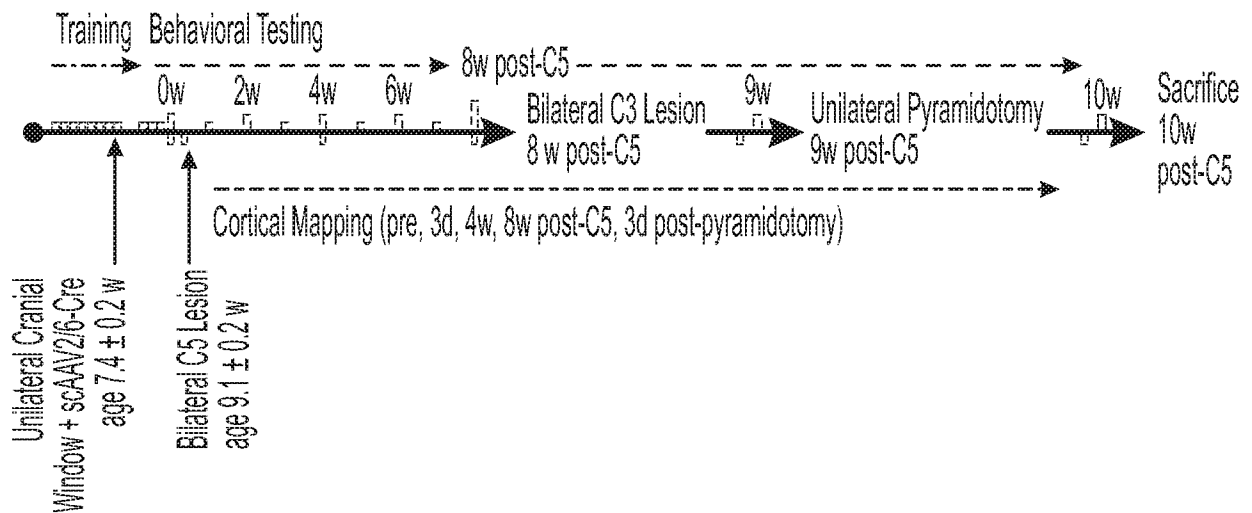 Training Behavioral Testing
8w post-C5
0w 2w 4w 6w 9w 10w
Bilateral C3 Lesion
8 w post-C5
Unilateral Pyramidotomy
9w post-C5
Sacrifice
10w
post-C5
Cortical Mapping (pre, 3d, 4w, 8w post-C5, 3d post-pyramidotomy)
Unilateral Cranial
Window + scAAV2/6-Cre
age 7.4 ± 0.2 w
Bilateral C5 Lesion
age 9.1 ± 0.2 w